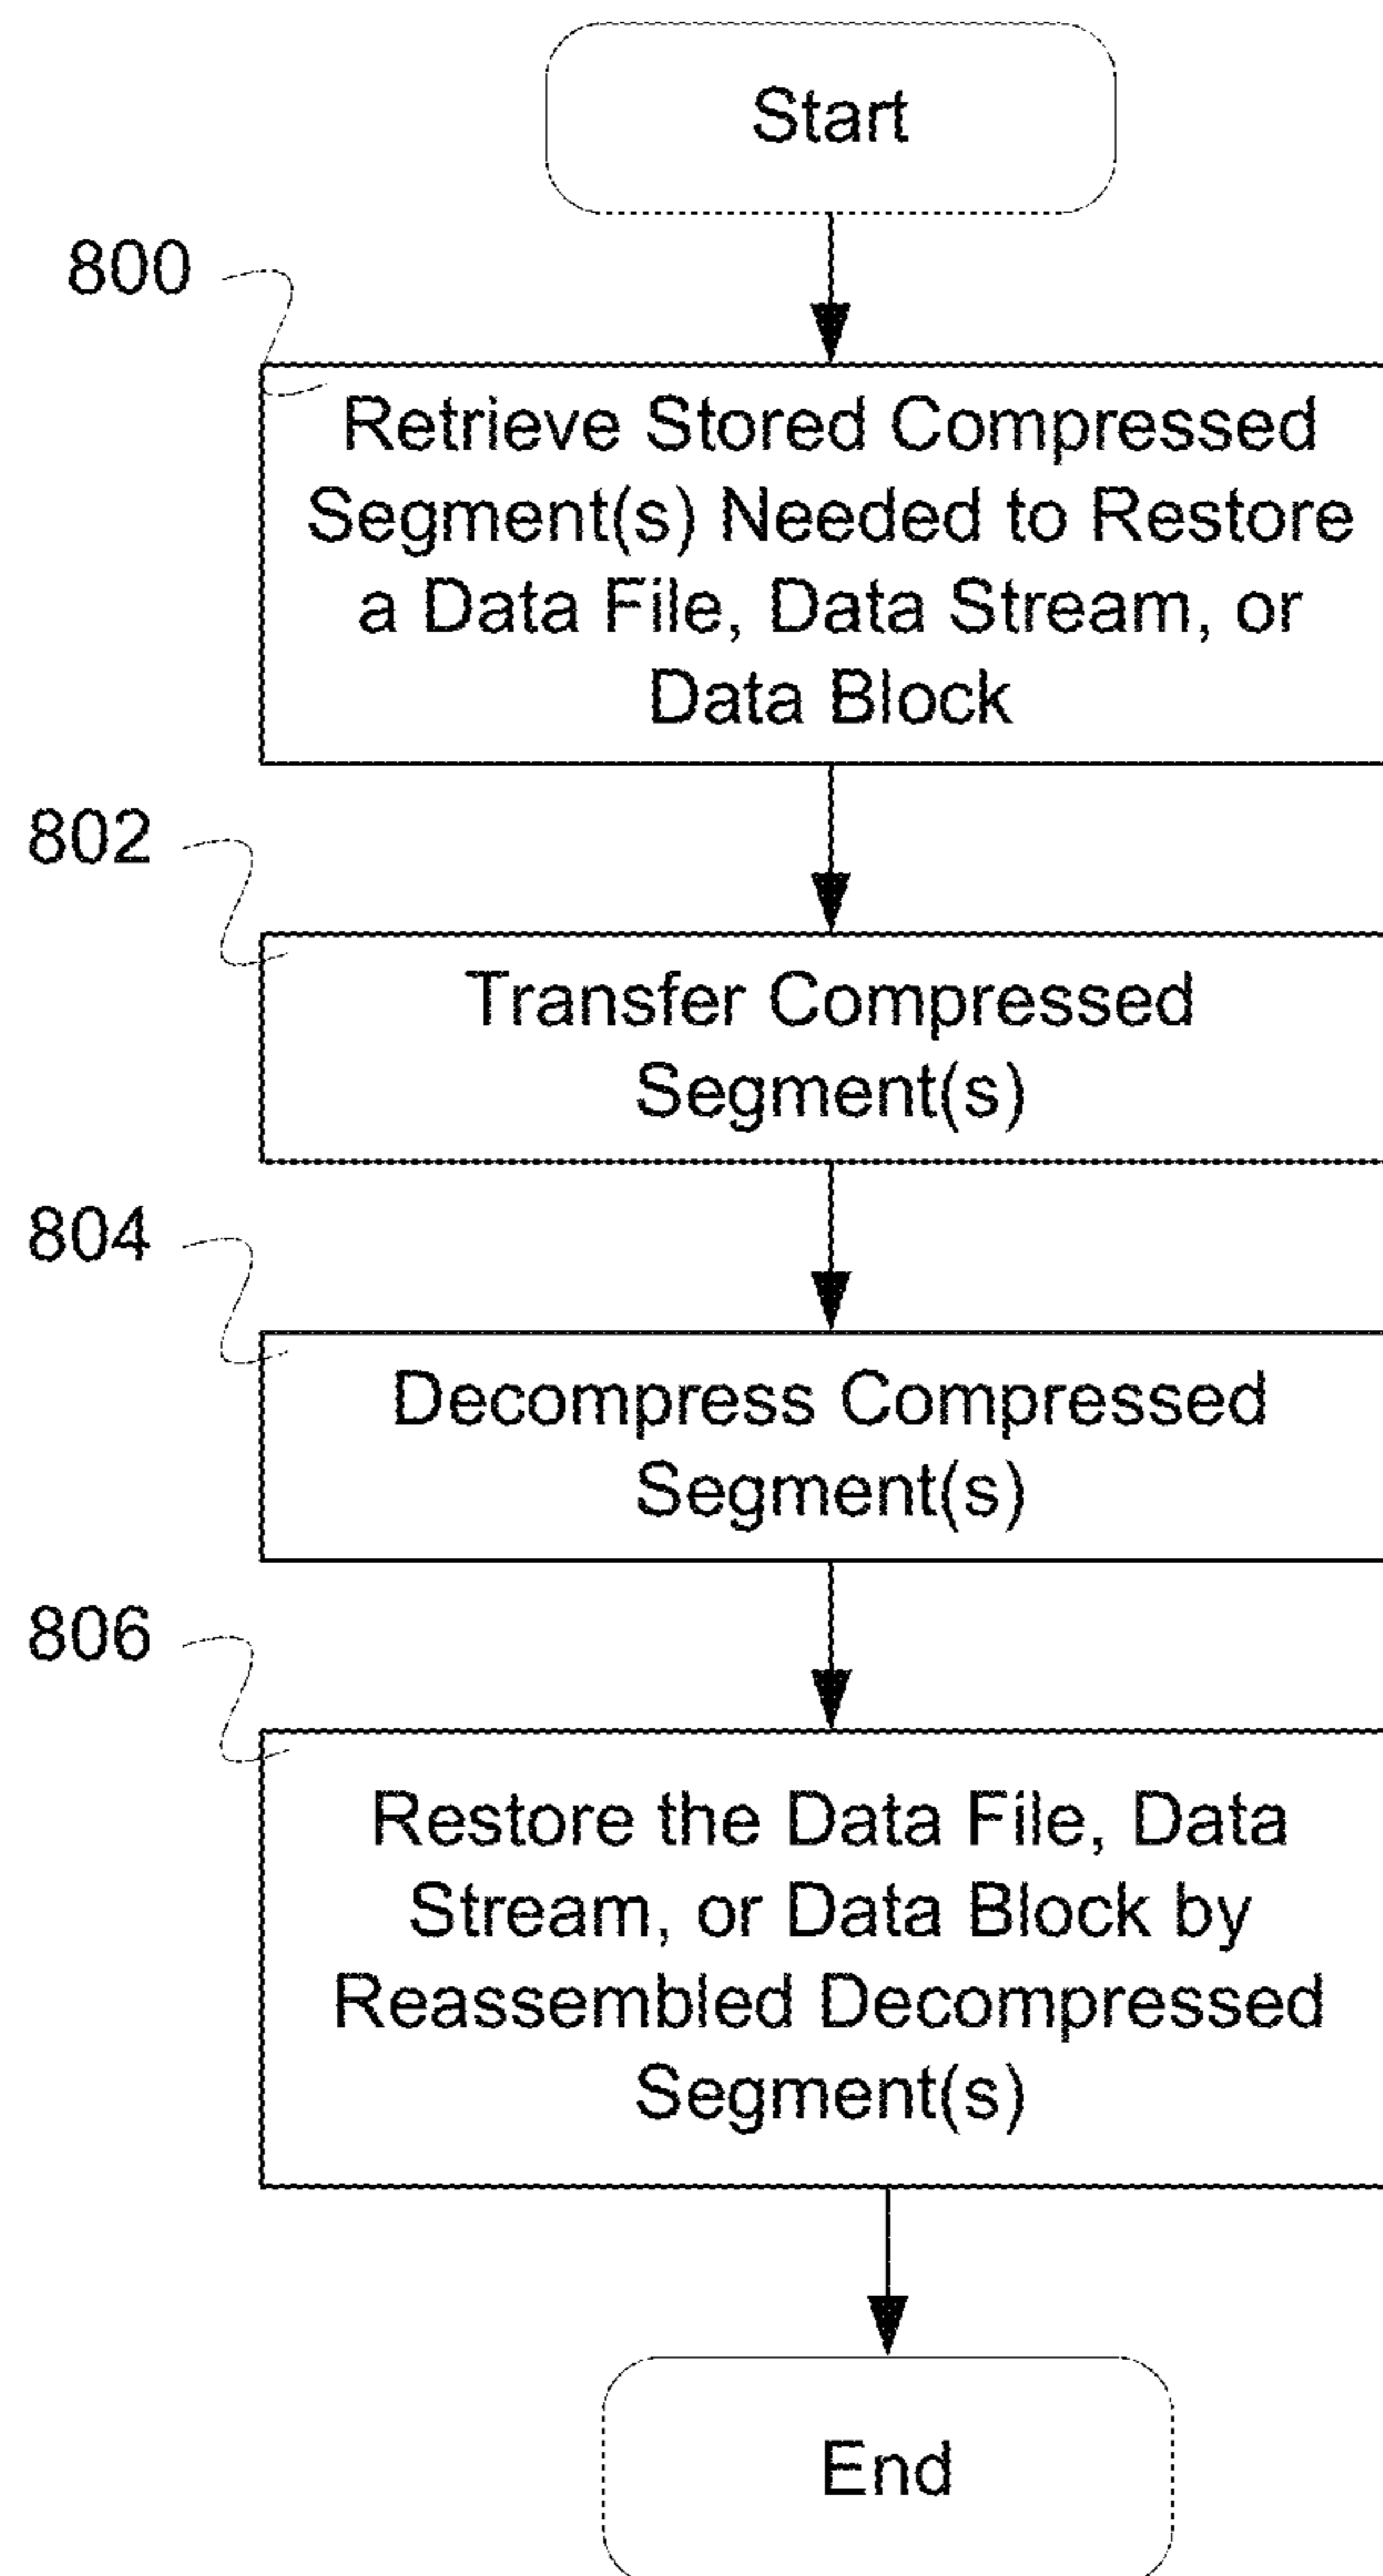 Start
800
Retrieve Stored Compressed
Segment(s) Needed to Restore
a Data File, Data Stream, or
Data Block
802
Transfer Compressed
Segment(s)
804
Decompress Compressed
Segment(s)
806
Restore the Data File, Data
Stream, or Data Block by
Reassembled Decompressed
Segment(s)
End